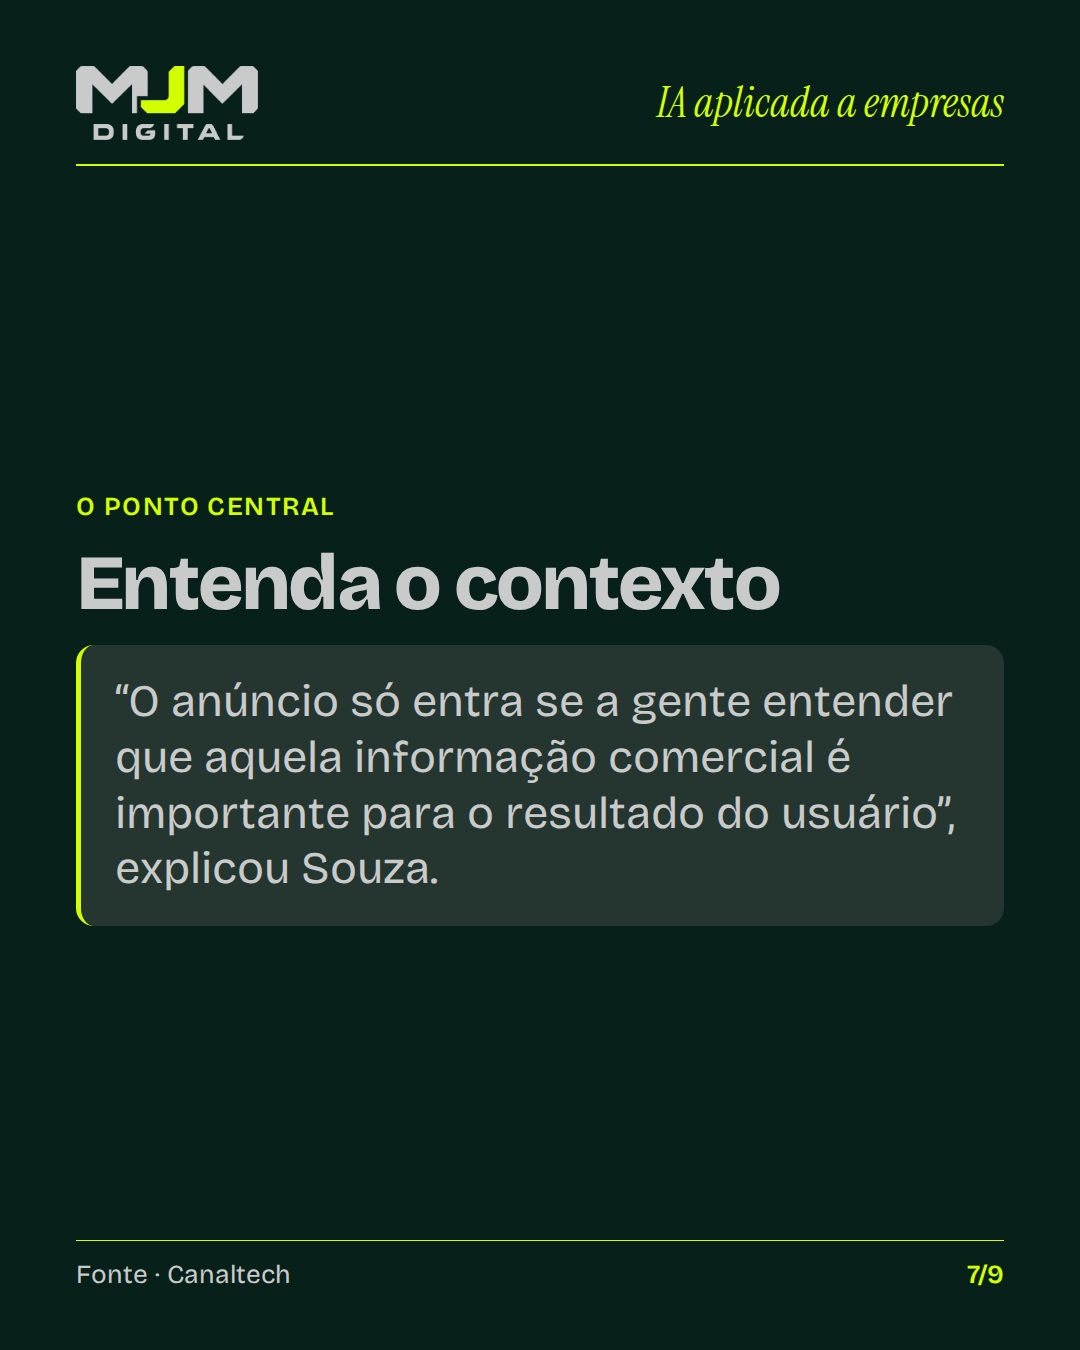 MJM
DIGITAL
IA aplicada a empresas
O PONTO CENTRAL
Entenda o contexto
“O anúncio só entra se a gente entender
que aquela informação comercial é
importante para o resultado do usuário”,
explicou Souza.
Fonte · Canaltech
7/9